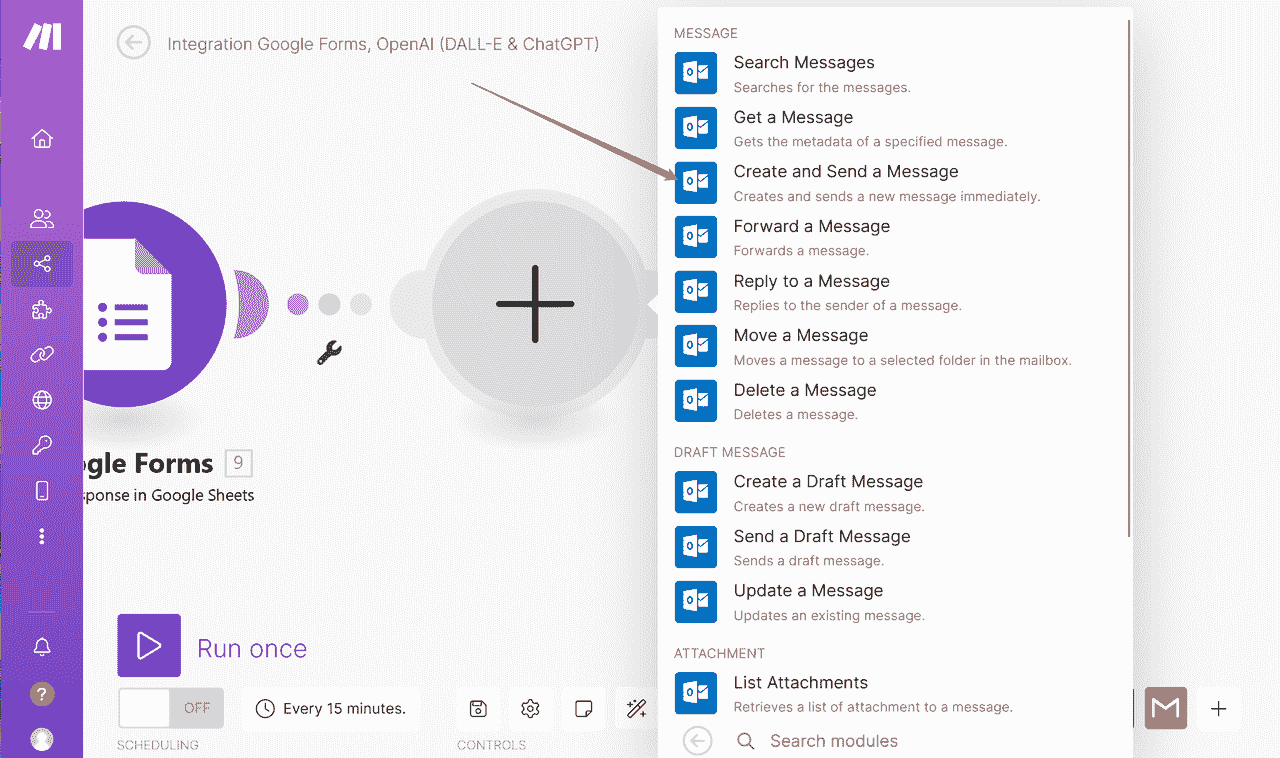 Integration Google Forms, OpenAI (DALL-E & ChatGPT)
MESSAGE
Search Messages
Searches for the messages.
Get a Message
Gets the metadata of a specified message.
Create and Send a Message
Creates and sends a new message immediately.
Forward a Message
Forwards a message.
Reply to a Message
Replies to the sender of a message.
Move a Message
Moves a message to a selected folder in the mailbox.
Delete a Message
Deletes a message.
DRAFT MESSAGE
Create a Draft Message
Creates a new draft message.
Send a Draft Message
Sends a draft message.
Update a Message
Updates an existing message.
ATTACHMENT
List Attachments
Retrieves a list of attachment to a message.
Search modules
ogle Forms 9
sponse in Google Sheets
Run once
OFF
Every 15 minutes.
SCHEDULING
CONTROLS
?